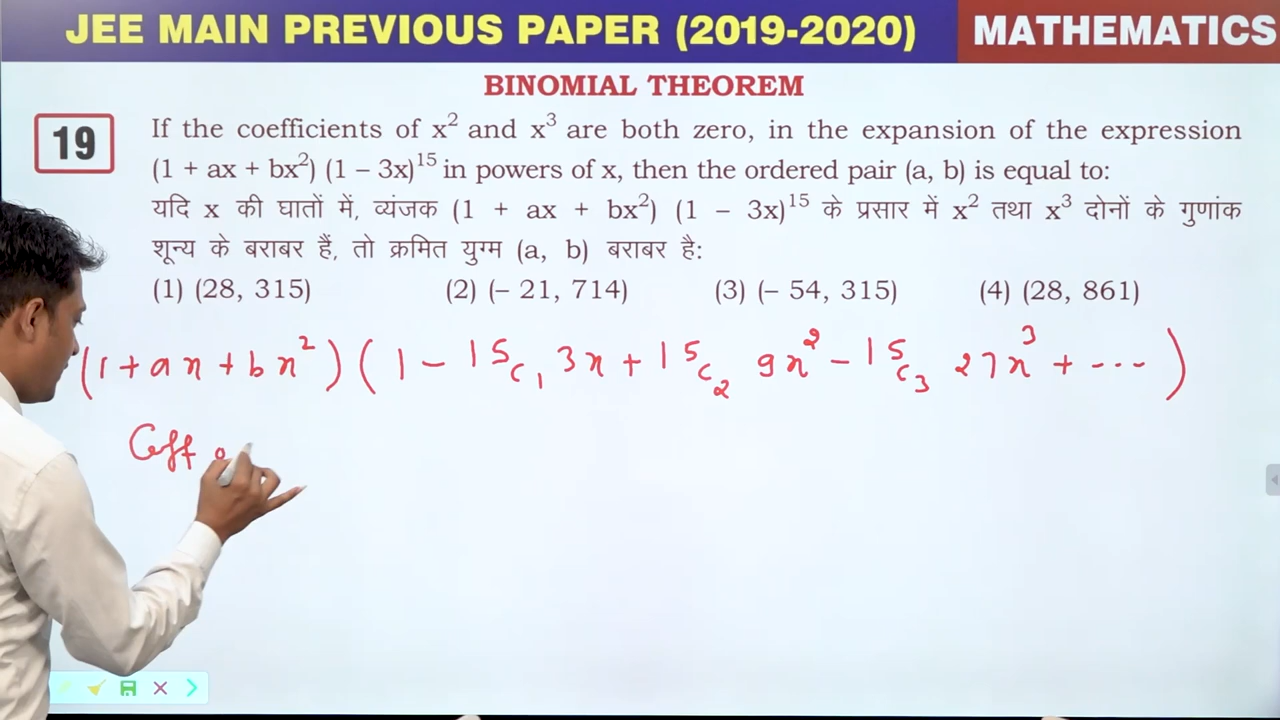 JEE MAIN PREVIOUS PAPER (2019-2020) MATHEMATICS
BINOMIAL THEOREM
19 If the coefficients of x² and x³ are both zero, in the expansion of the expression
(1 + ax + bx²) (1 – 3x)¹⁵ in powers of x, then the ordered pair (a, b) is equal to:
यदि x की घातों में, व्यंजक (1 + ax + bx²) (1 – 3x)¹⁵ के प्रसार में x² तथा x³ दोनों के गुणांक
शून्य के बराबर हैं, तो क्रमित युग्म (a, b) बराबर है:
(1) (28, 315) (2) (– 21, 714) (3) (– 54, 315) (4) (28, 861)
(1 + ax + bx²) (1 – 15c₁ 3x + 15c₂ 9x² – 15c₃ 27x³ + ---)
Coff